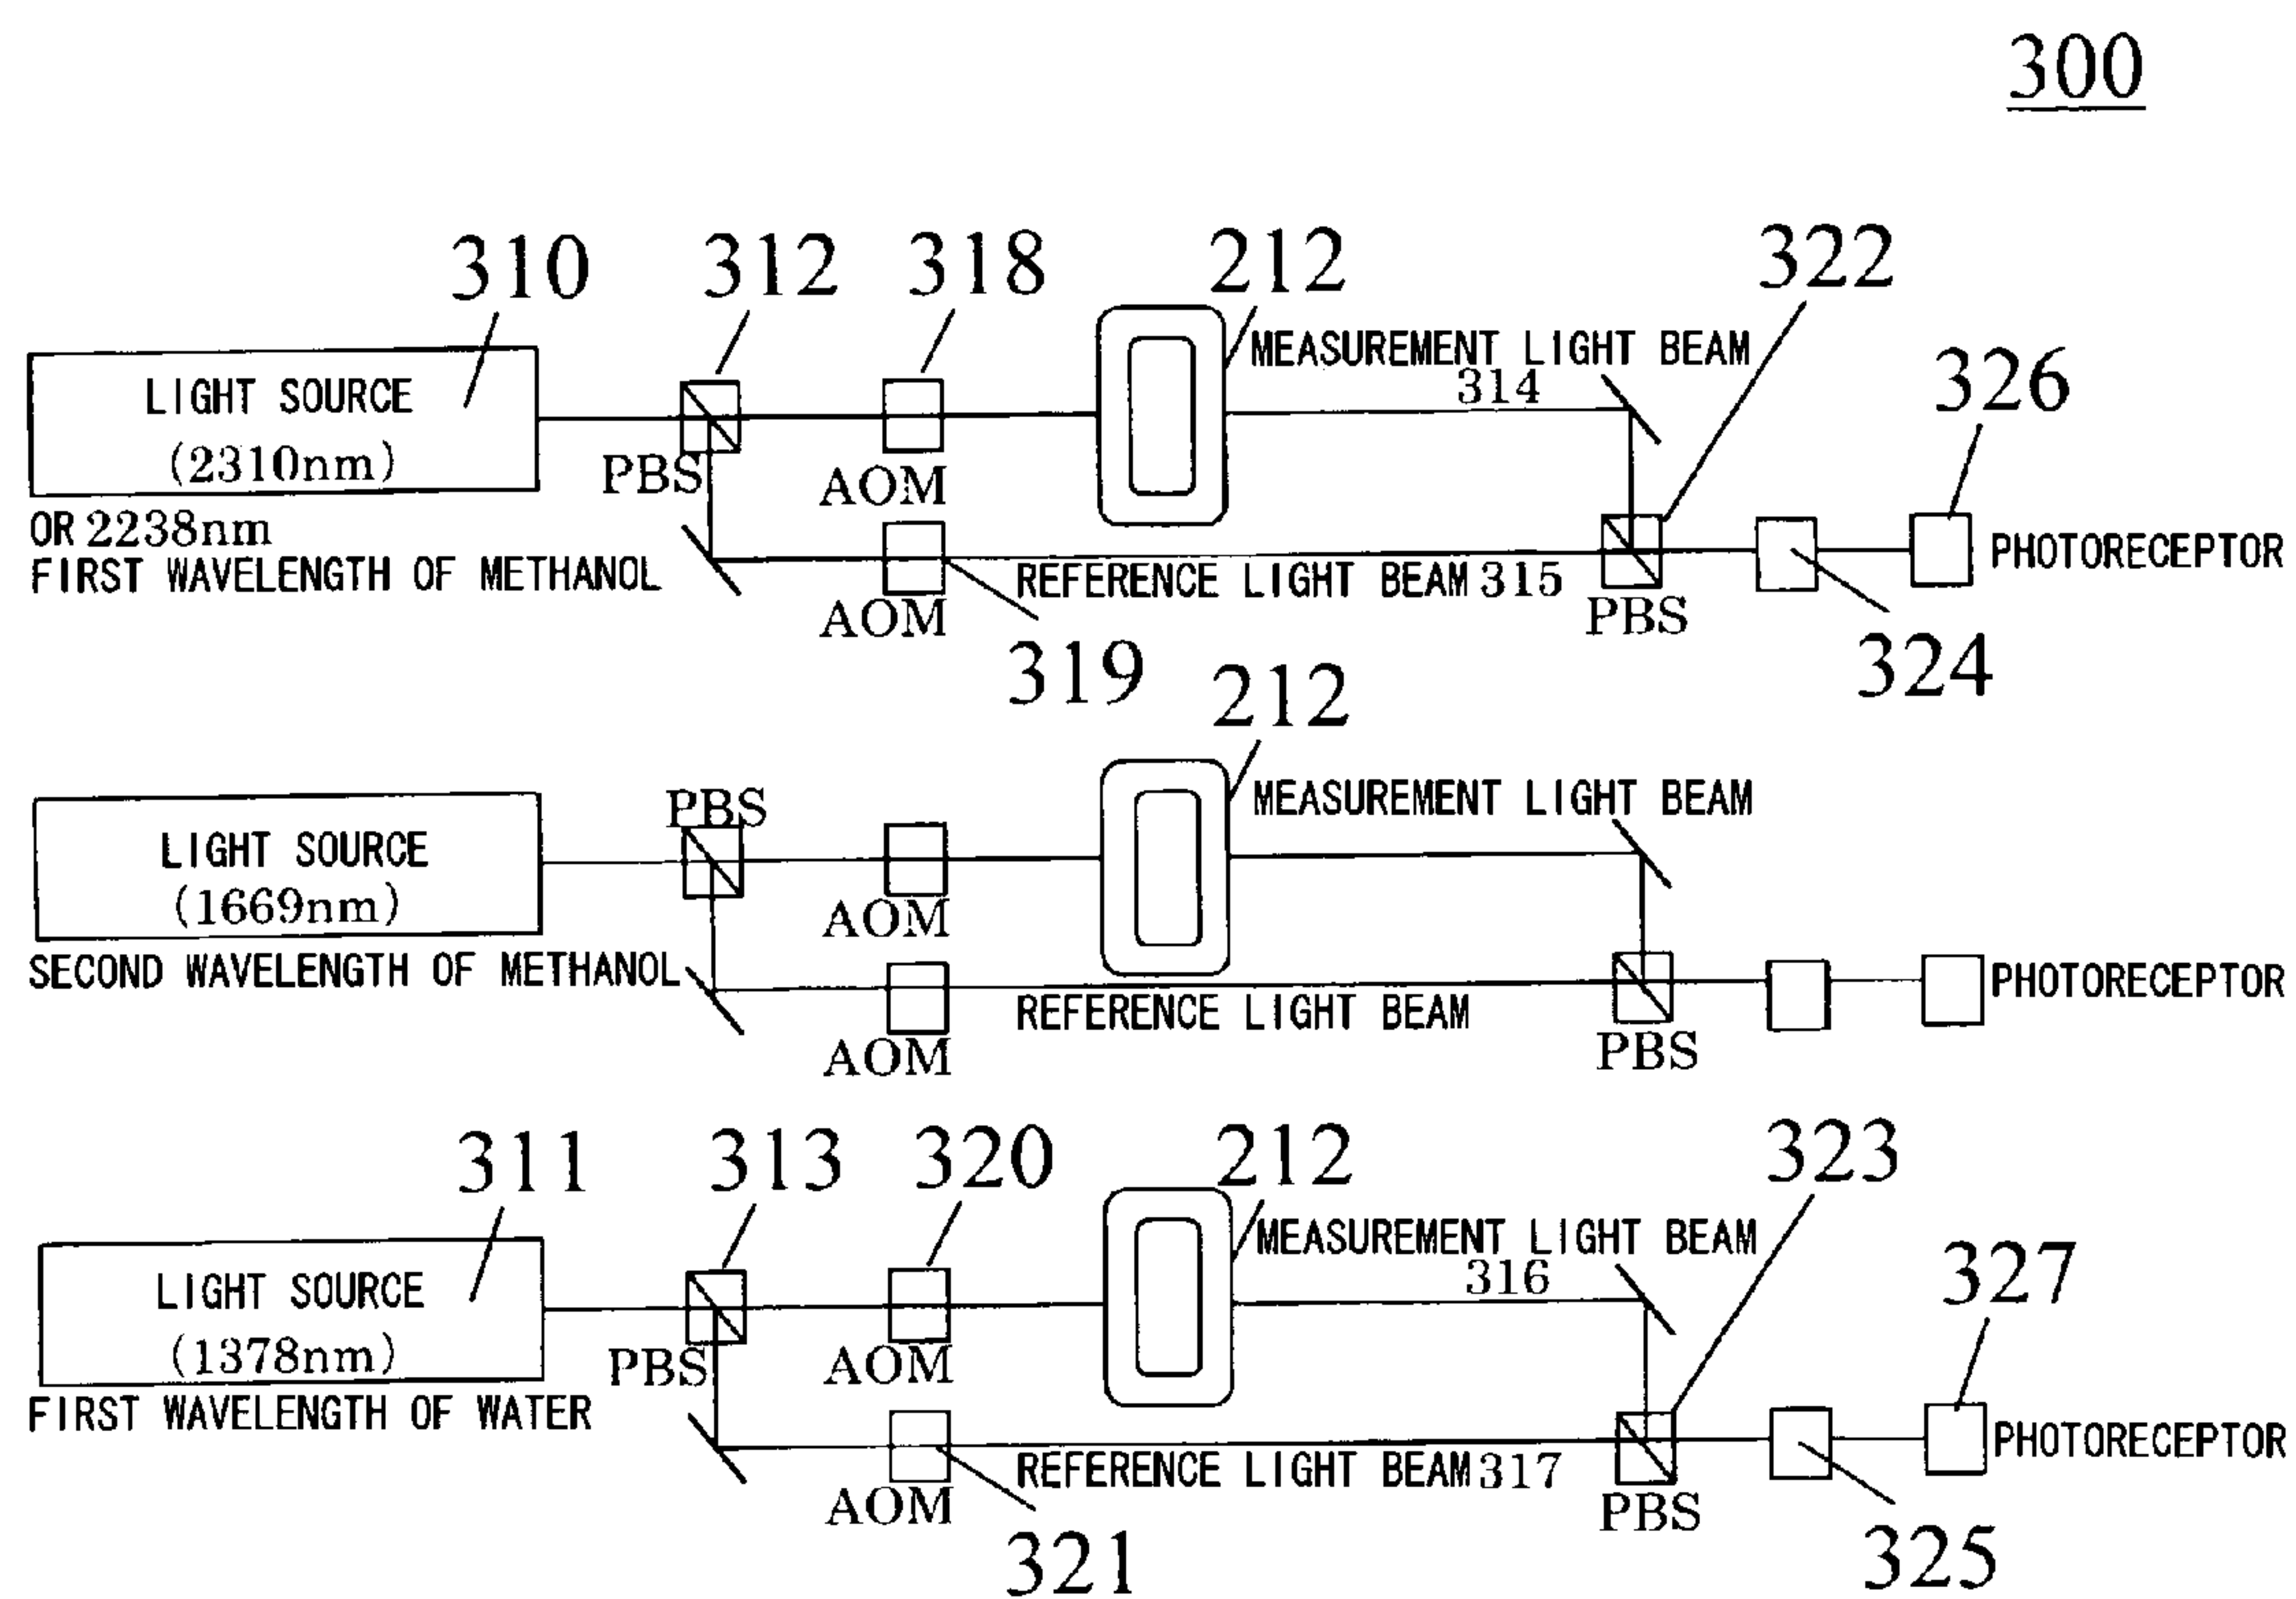 300
310
312
318
212
322
326
LIGHT SOURCE
(2310nm)
OR 2238nm
FIRST WAVELENGTH OF METHANOL
PBS
AOM
MEASUREMENT LIGHT BEAM
314
AOM
REFERENCE LIGHT BEAM 315
PBS
PHOTORECEPTOR
319
324
212
LIGHT SOURCE
(1669nm)
SECOND WAVELENGTH OF METHANOL
PBS
AOM
MEASUREMENT LIGHT BEAM
AOM
REFERENCE LIGHT BEAM
PBS
PHOTORECEPTOR
311
313
320
212
323
327
LIGHT SOURCE
(1378nm)
FIRST WAVELENGTH OF WATER
PBS
AOM
MEASUREMENT LIGHT BEAM
316
AOM
REFERENCE LIGHT BEAM 317
PBS
PHOTORECEPTOR
321
325